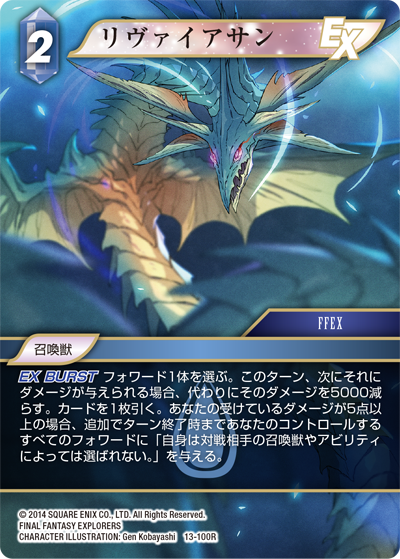 2
リヴァイアサン
EX
FFEX
召喚獣
EX BURST フォワード1体を選ぶ。このターン、次にそれに
ダメージが与えられる場合、代わりにそのダメージを5000減
らす。カードを1枚引く。あなたの受けているダメージが5点以
上の場合、追加でターン終了時まであなたのコントロールする
すべてのフォワードに「自身は対戦相手の召喚獣やアビリティ
によっては選ばれない。」を与える。
© 2014 SQUARE ENIX CO., LTD. All Rights Reserved.
FINAL FANTASY EXPLORERS
CHARACTER ILLUSTRATION: Gen Kobayashi 13-100R